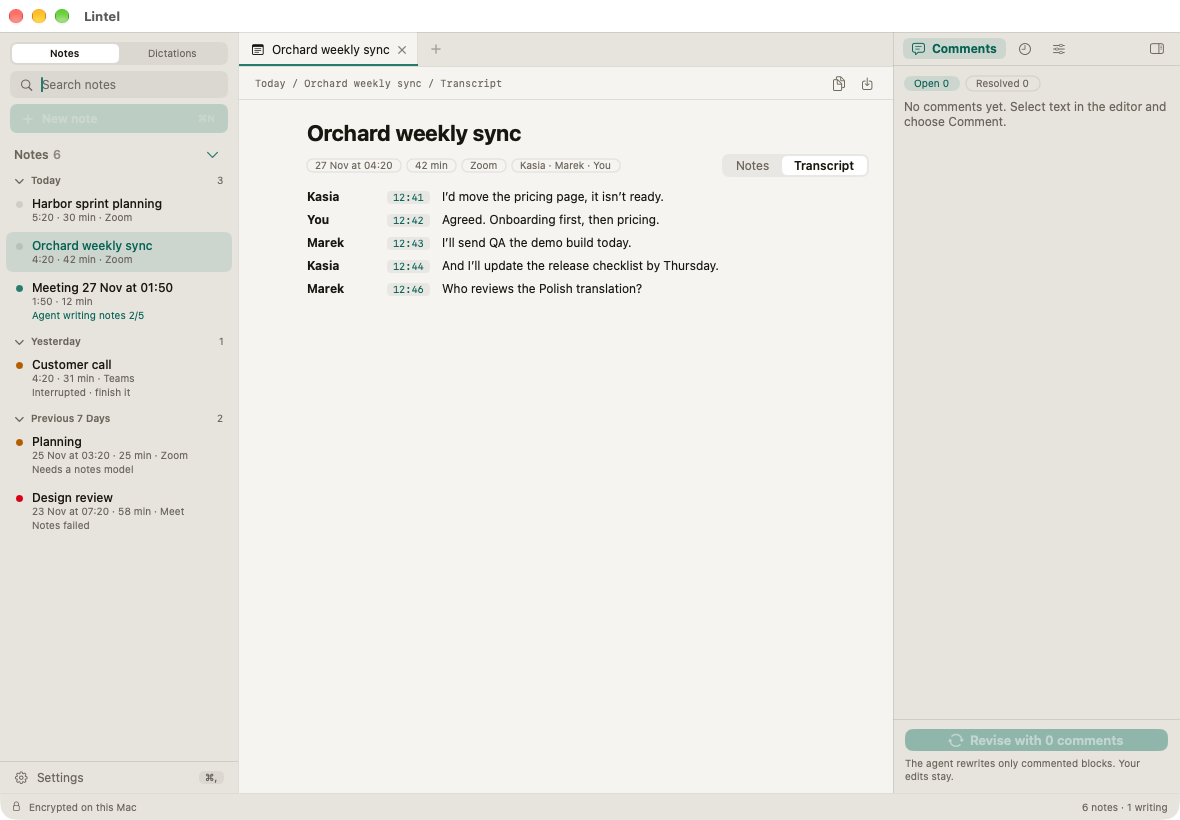 Lintel
Notes
Dictations
Search notes
New note ⌘N
Notes 6
Today 3
Harbor sprint planning
5:20 · 30 min · Zoom
Orchard weekly sync
4:20 · 42 min · Zoom
Meeting 27 Nov at 01:50
1:50 · 12 min
Agent writing notes 2/5
Yesterday 1
Customer call
4:20 · 31 min · Teams
Interrupted · finish it
Previous 7 Days 2
Planning
25 Nov at 03:20 · 25 min · Zoom
Needs a notes model
Design review
23 Nov at 07:20 · 58 min · Meet
Notes failed
Settings ⌘,
Orchard weekly sync
Today / Orchard weekly sync / Transcript
Orchard weekly sync
27 Nov at 04:20 42 min Zoom Kasia · Marek · You
Notes Transcript
Kasia 12:41 I’d move the pricing page, it isn’t ready.
You 12:42 Agreed. Onboarding first, then pricing.
Marek 12:43 I’ll send QA the demo build today.
Kasia 12:44 And I’ll update the release checklist by Thursday.
Marek 12:46 Who reviews the Polish translation?
Comments
Open 0 Resolved 0
No comments yet. Select text in the editor and
choose Comment.
Revise with 0 comments
The agent rewrites only commented blocks. Your
edits stay.
Encrypted on this Mac
6 notes · 1 writing